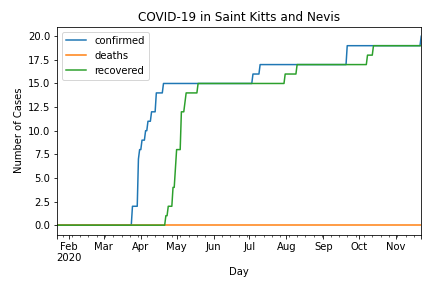 COVID-19 in Saint Kitts and Nevis
confirmed
deaths
recovered
Number of Cases
20.0
17.5
15.0
12.5
10.0
7.5
5.0
2.5
0.0
Feb Mar Apr May Jun Jul Aug Sep Oct Nov
2020
Day